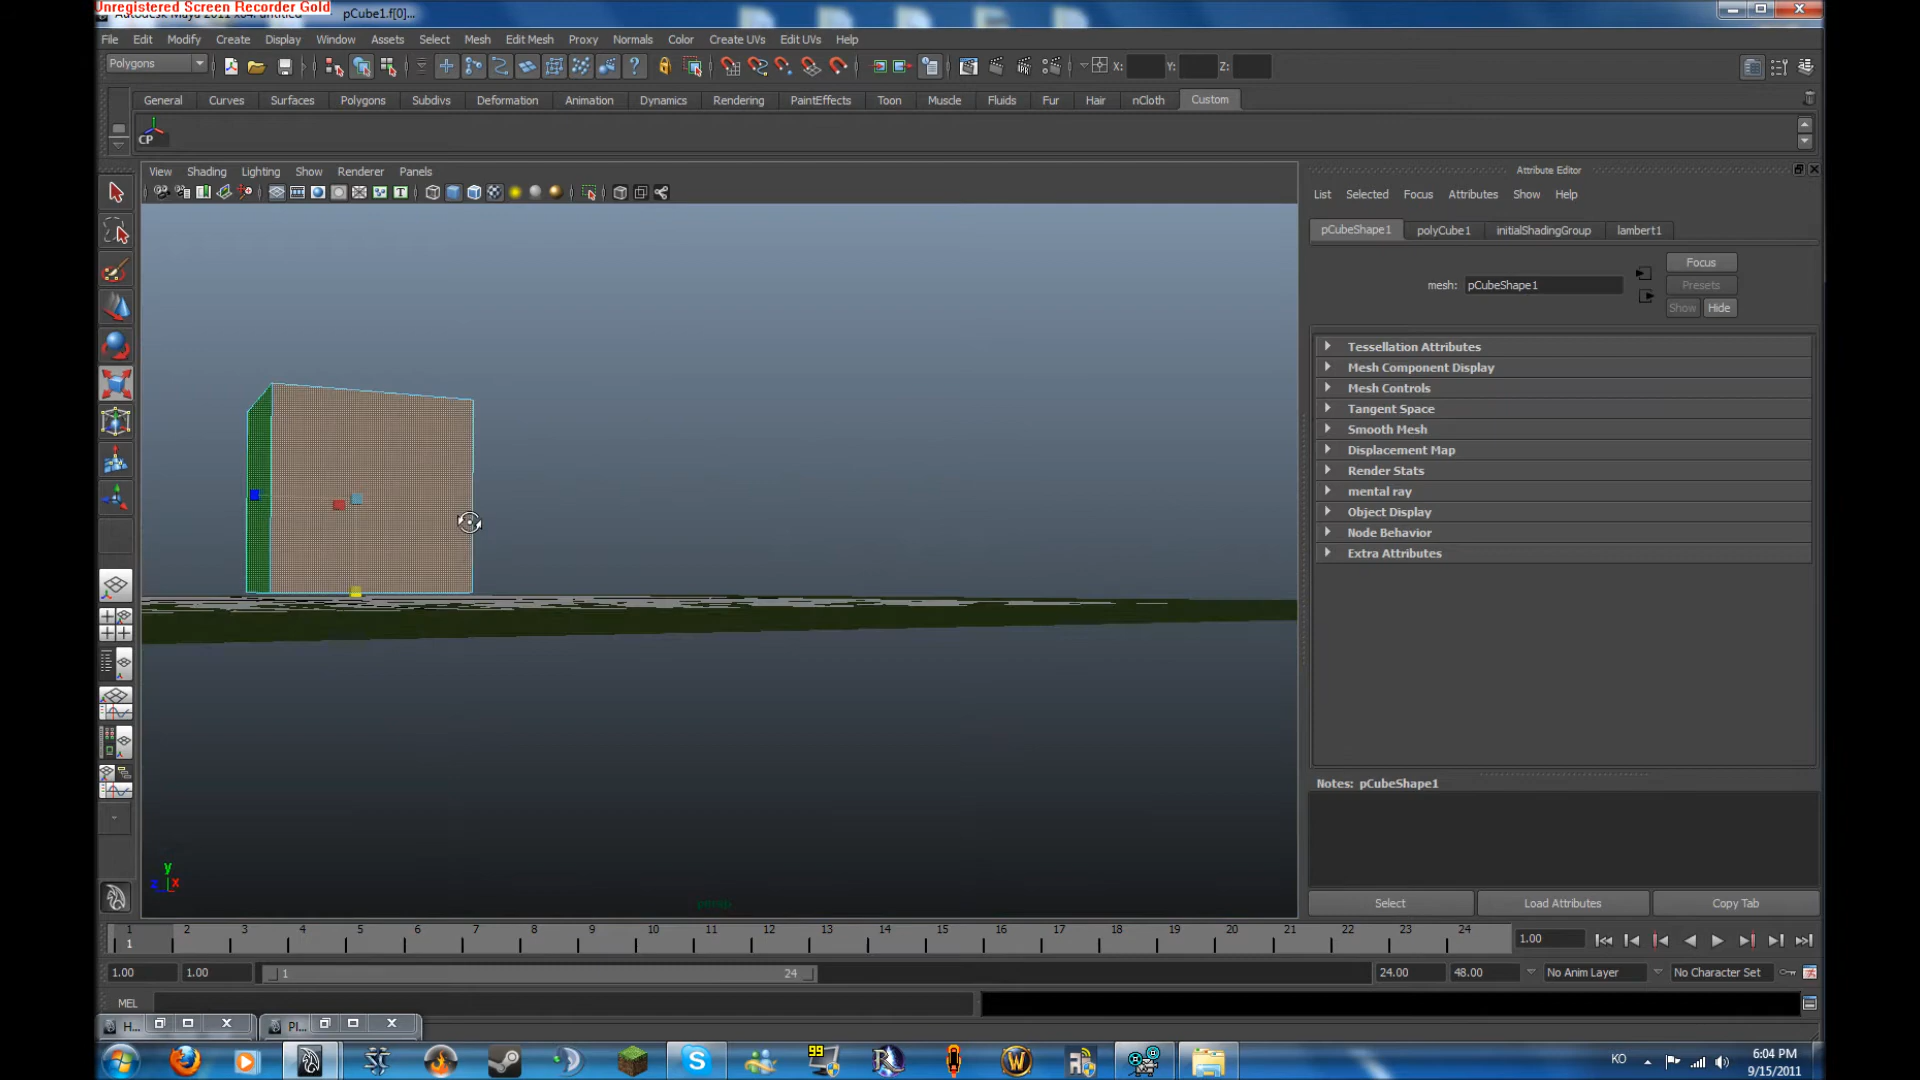 Unregistered Screen Recorder Gold
Autodesk Maya 2011 x64: untitled pCube1.f[0]...
File Edit Modify Create Display Window Assets Select Mesh Edit Mesh Proxy Normals Color Create UVs Edit UVs Help
Polygons X: Y: Z:
General Curves Surfaces Polygons Subdivs Deformation Animation Dynamics Rendering PaintEffects Toon Muscle Fluids Fur Hair nCloth Custom
CP
View Shading Lighting Show Renderer Panels
Attribute Editor
List Selected Focus Attributes Show Help
pCubeShape1 polyCube1 initialShadingGroup lambert1
Focus
mesh: pCubeShape1 Presets
Show Hide
Tessellation Attributes
Mesh Component Display
Mesh Controls
Tangent Space
Smooth Mesh
Displacement Map
Render Stats
mental ray
Object Display
Node Behavior
Extra Attributes
Notes: pCubeShape1
y
z x
persp
Select Load Attributes Copy Tab
1 2 3 4 5 6 7 8 9 10 11 12 13 14 15 16 17 18 19 20 21 22 23 24
1 1.00
1.00 1.00 1 24 24.00 48.00 No Anim Layer No Character Set
MEL
H... Pl...
99
KO 6:04 PM
9/15/2011